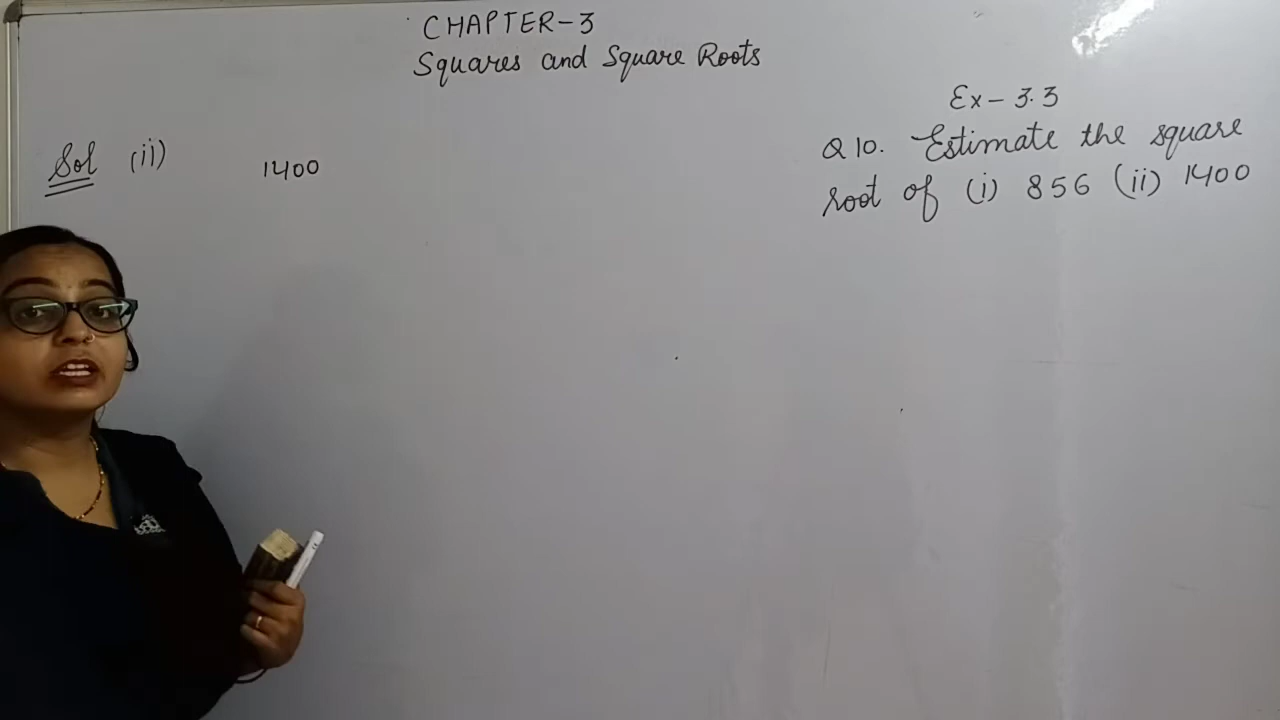 CHAPTER-3
Squares and Square Roots
Ex- 3.3
Q 10. Estimate the square
root of (i) 856 (ii) 1400
Sol (ii) 1400